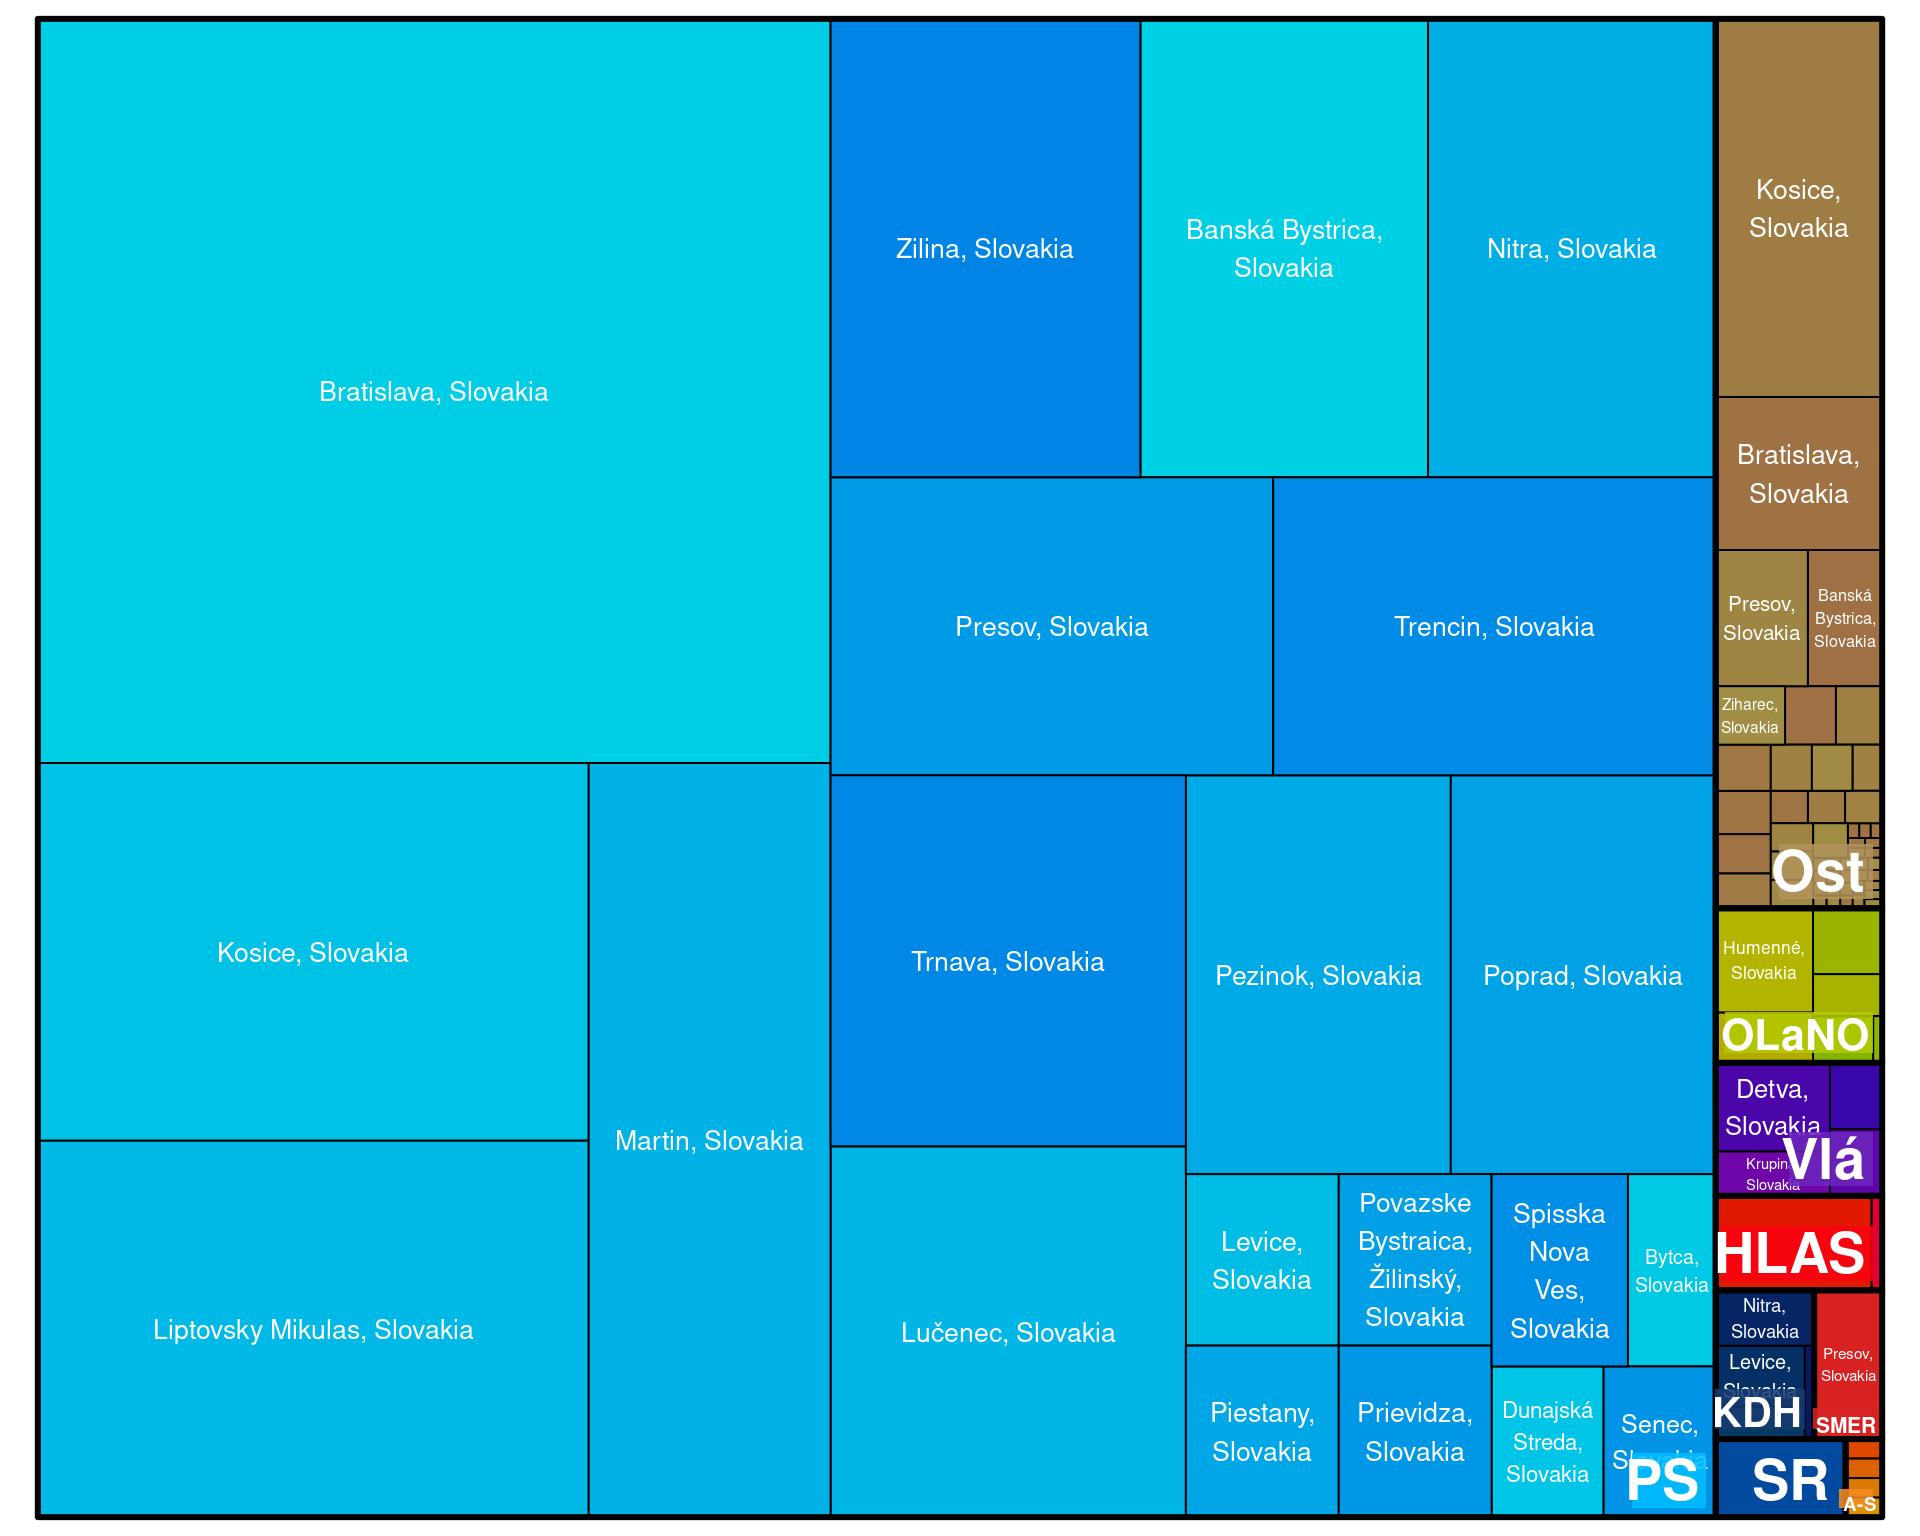 Bratislava, Slovakia
Zilina, Slovakia
Banská Bystrica,
Slovakia
Nitra, Slovakia
Presov, Slovakia
Trencin, Slovakia
Kosice, Slovakia
Liptovsky Mikulas, Slovakia
Martin, Slovakia
Trnava, Slovakia
Lučenec, Slovakia
Pezinok, Slovakia
Poprad, Slovakia
Levice,
Slovakia
Povazske
Bystraica,
Žilinský,
Slovakia
Spisska
Nova
Ves,
Slovakia
Bytca,
Slovakia
Piestany,
Slovakia
Prievidza,
Slovakia
Dunajská
Streda,
Slovakia
Senec,
Slovakia
PS
Kosice,
Slovakia
Bratislava,
Slovakia
Presov,
Slovakia
Banská
Bystrica,
Slovakia
Ziharec,
Slovakia
Ost
Humenné,
Slovakia
OLaNO
Detva,
Slovakia
Slovakia
Vlá
HLAS
Nitra,
Slovakia
Levice,
Slovakia
KDH
Presov,
Slovakia
SMER
SR
A-S